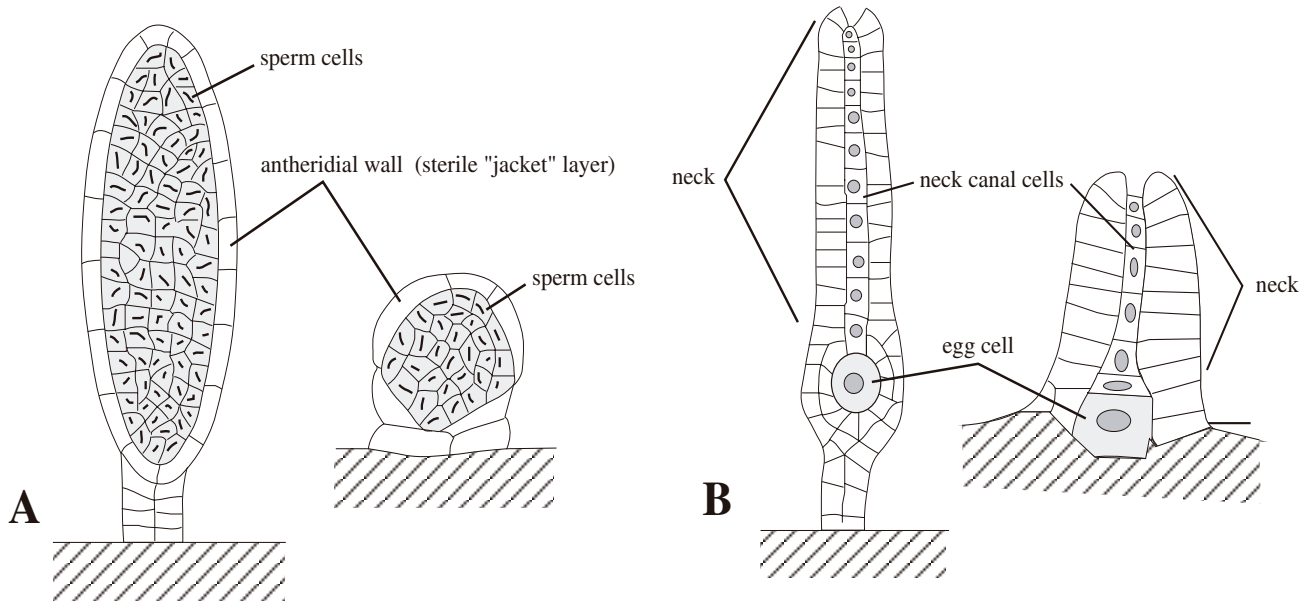 sperm cells
antheridial wall (sterile "jacket" layer)
sperm cells
A
neck
neck canal cells
neck
egg cell
B